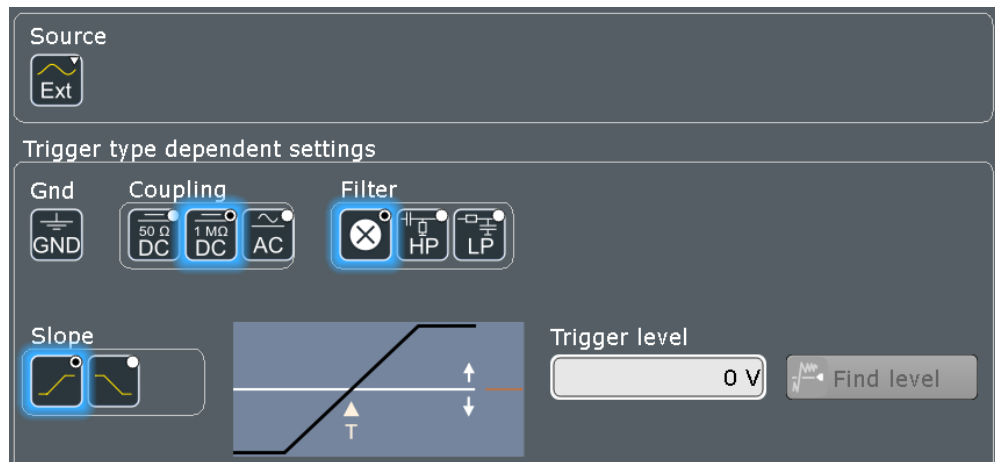 Source
Ext
Trigger type dependent settings
Gnd Coupling Filter
GND 50 Ω DC 1 MΩ DC AC HP LP
Slope
Trigger level
0 V Find level
T